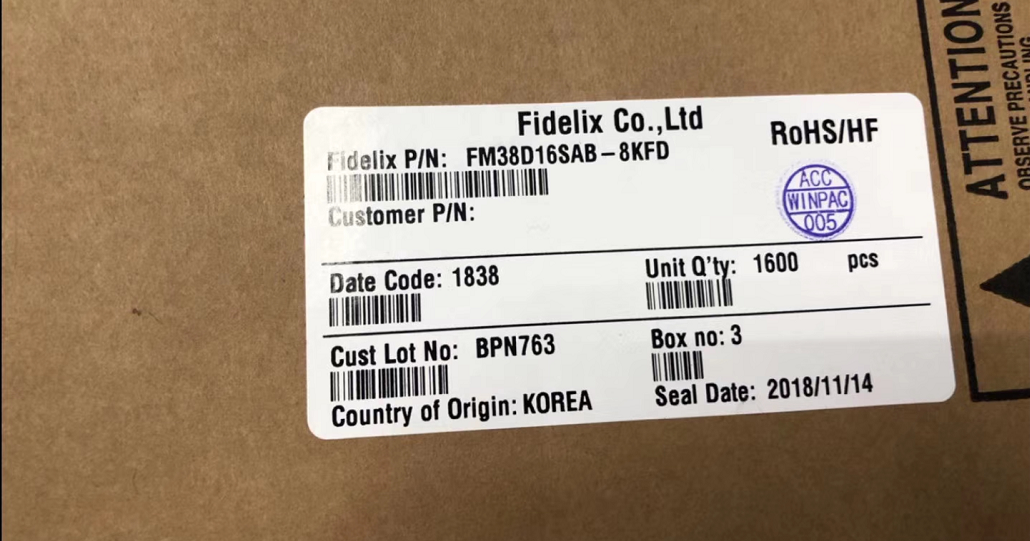 Fidelix Co.,Ltd
RoHS/HF
Fidelix P/N: FM38D16SAB-8KFD
Customer P/N:
ACC
WINPAC
005
Date Code: 1838
Unit Q'ty: 1600 pcs
Cust Lot No: BPN763
Box no: 3
Country of Origin: KOREA
Seal Date: 2018/11/14
ATTENTION
OBSERVE PRECAUTIONS